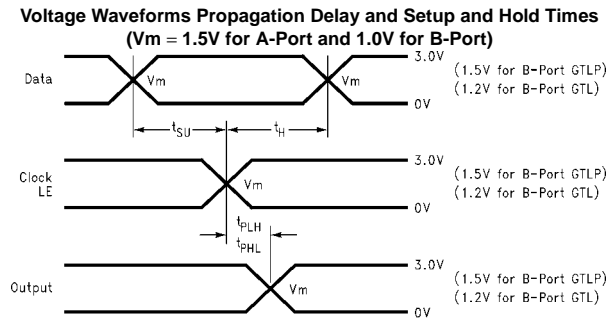 Voltage Waveforms Propagation Delay and Setup and Hold Times
(Vm = 1.5V for A-Port and 1.0V for B-Port)
3.0V
Data
Vm
Vm
(1.5V for B-Port GTLP)
(1.2V for B-Port GTL)
0V
tSU
tH
3.0V
Clock
LE
Vm
(1.5V for B-Port GTLP)
(1.2V for B-Port GTL)
0V
tPLH
tPHL
3.0V
Output
Vm
(1.5V for B-Port GTLP)
(1.2V for B-Port GTL)
0V